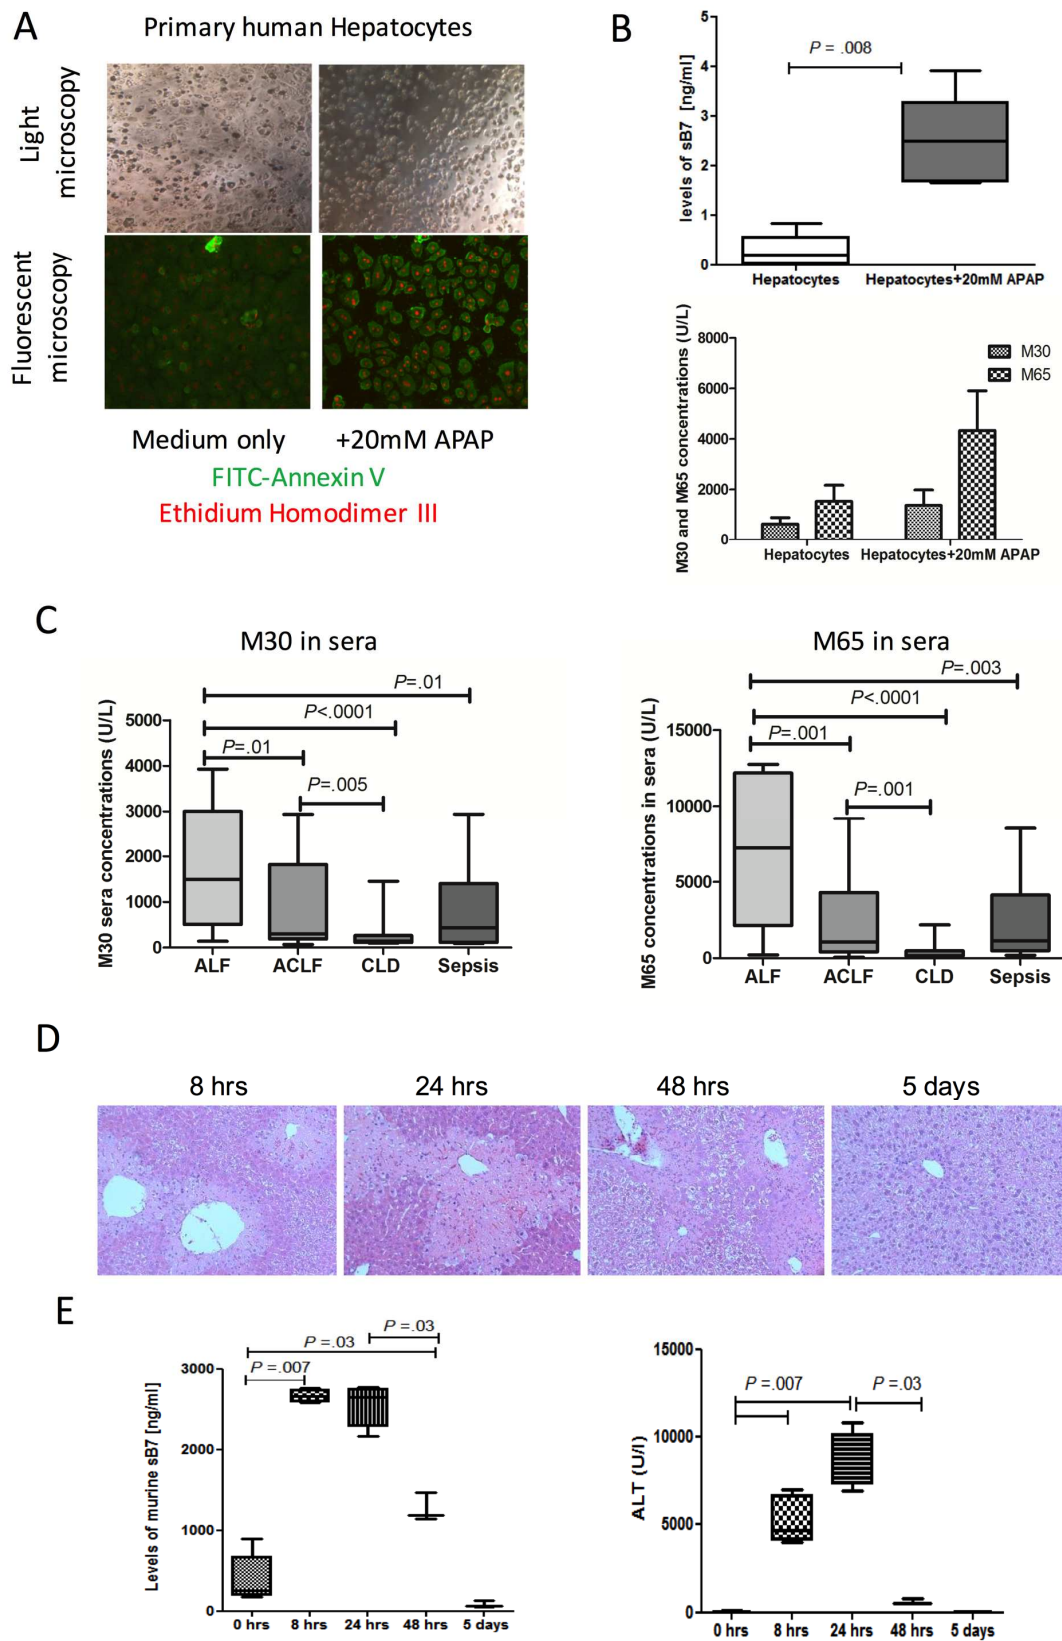 A
Primary human Hepatocytes
Light
microscopy
Fluorescent
microscopy
Medium only
+20mM APAP
FITC-Annexin V
Ethidium Homodimer III
B
levels of sB7 [ng/ml]
5
4
3
2
1
0
P = .008
Hepatocytes
Hepatocytes+20mM APAP
M30 and M65 concentrations (U/L)
8000
6000
4000
2000
0
M30
M65
Hepatocytes
Hepatocytes+20mM APAP
C
M30 in sera
M30 sera concentrations (U/L)
P=.01
P<.0001
P=.01
P=.005
5000
4000
3000
2000
1000
0
ALF
ACLF
CLD
Sepsis
M65 in sera
M65 concentrations in sera (U/L)
P=.003
P<.0001
P=.001
P=.001
15000
10000
5000
0
ALF
ACLF
CLD
Sepsis
D
8 hrs
24 hrs
48 hrs
5 days
E
Levels of murine sB7 [ng/ml]
P =.03
P =.03
P =.007
3000
2000
1000
0
0 hrs
8 hrs
24 hrs
48 hrs
5 days
ALT (U/l)
15000
10000
5000
0
P =.007
P =.03
0 hrs
8 hrs
24 hrs
48 hrs
5 days